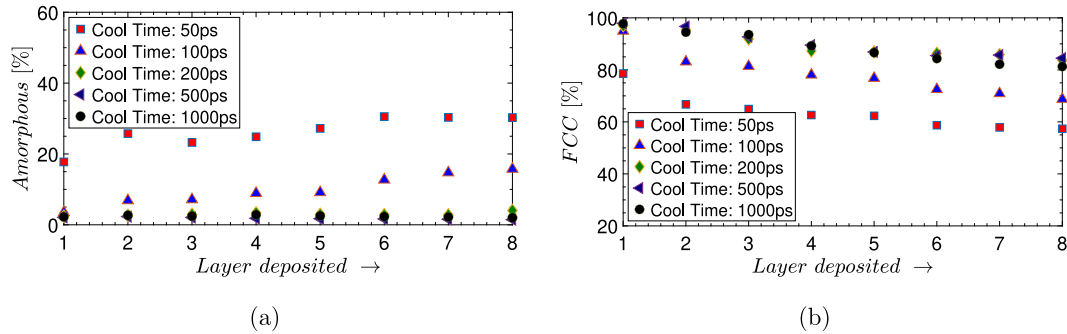 60
40
20
0
Amorphous [%]
Cool Time: 50ps
Cool Time: 100ps
Cool Time: 200ps
Cool Time: 500ps
Cool Time: 1000ps
1 2 3 4 5 6 7 8
Layer deposited →
(a)
100
80
60
40
20
FCC [%]
Cool Time: 50ps
Cool Time: 100ps
Cool Time: 200ps
Cool Time: 500ps
Cool Time: 1000ps
1 2 3 4 5 6 7 8
Layer deposited →
(b)